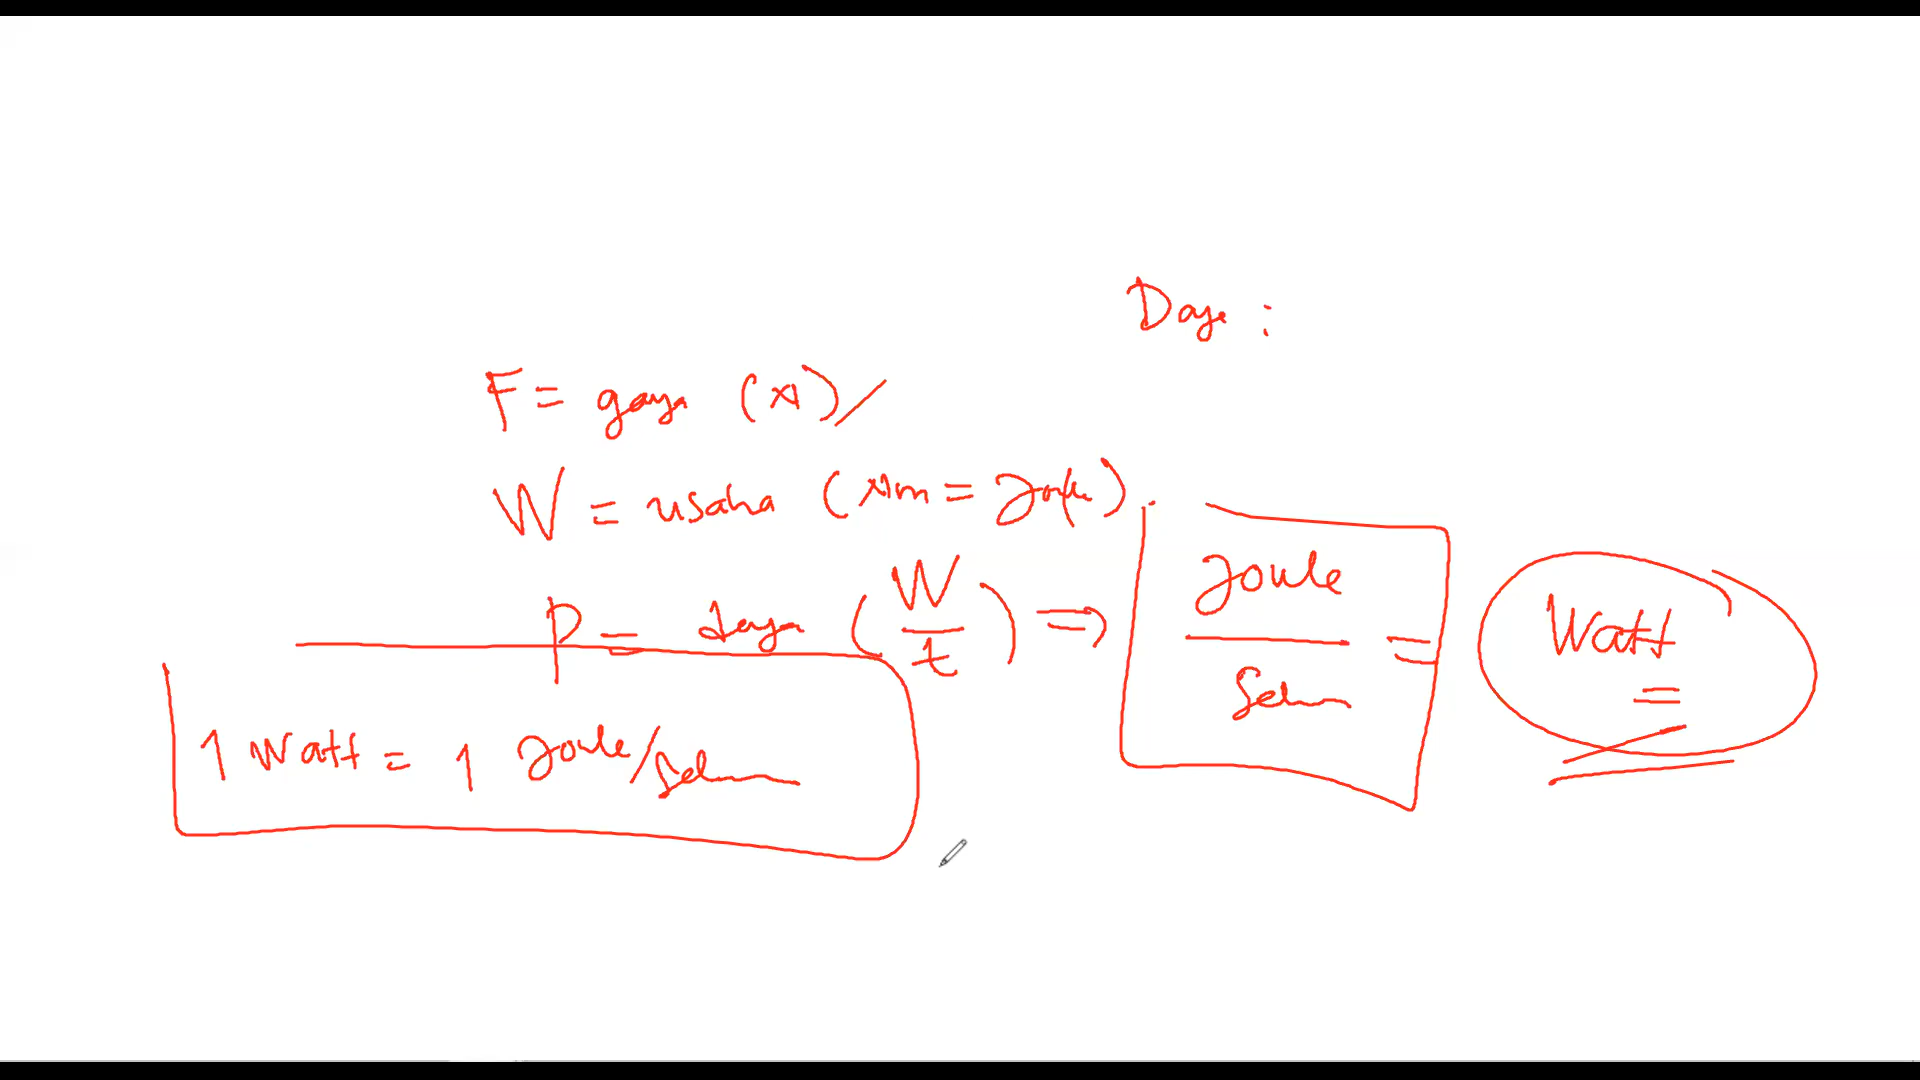 Daya :
F = gaya (N)
W = usaha (Nm = Joule).
P = daya (W/t) ⇒ Joule/Sekon = Watt
1 Watt = 1 Joule/Sekon